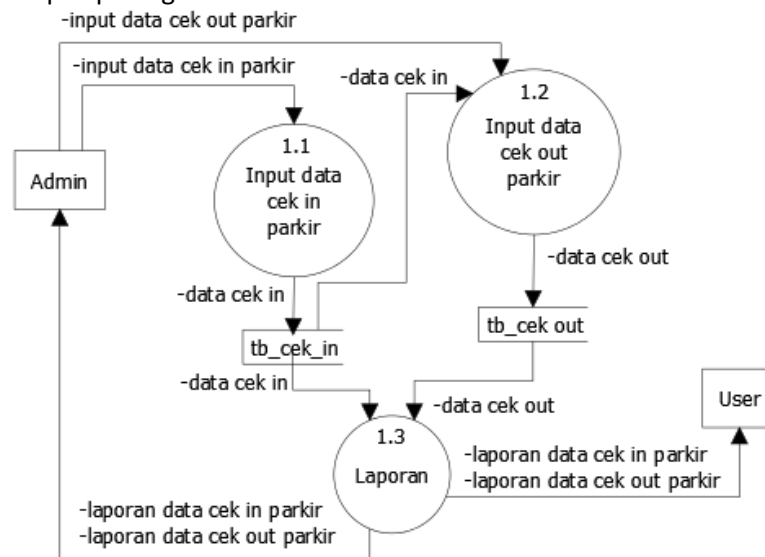 -input data cek out parkir
-input data cek in parkir
-data cek in
1.2
Input data
cek out
parkir
1.1
Input data
cek in
parkir
Admin
-data cek out
-data cek in
tb_cek out
tb_cek_in
-data cek in
-data cek out
User
1.3
Laporan
-laporan data cek in parkir
-laporan data cek out parkir
-laporan data cek in parkir
-laporan data cek out parkir